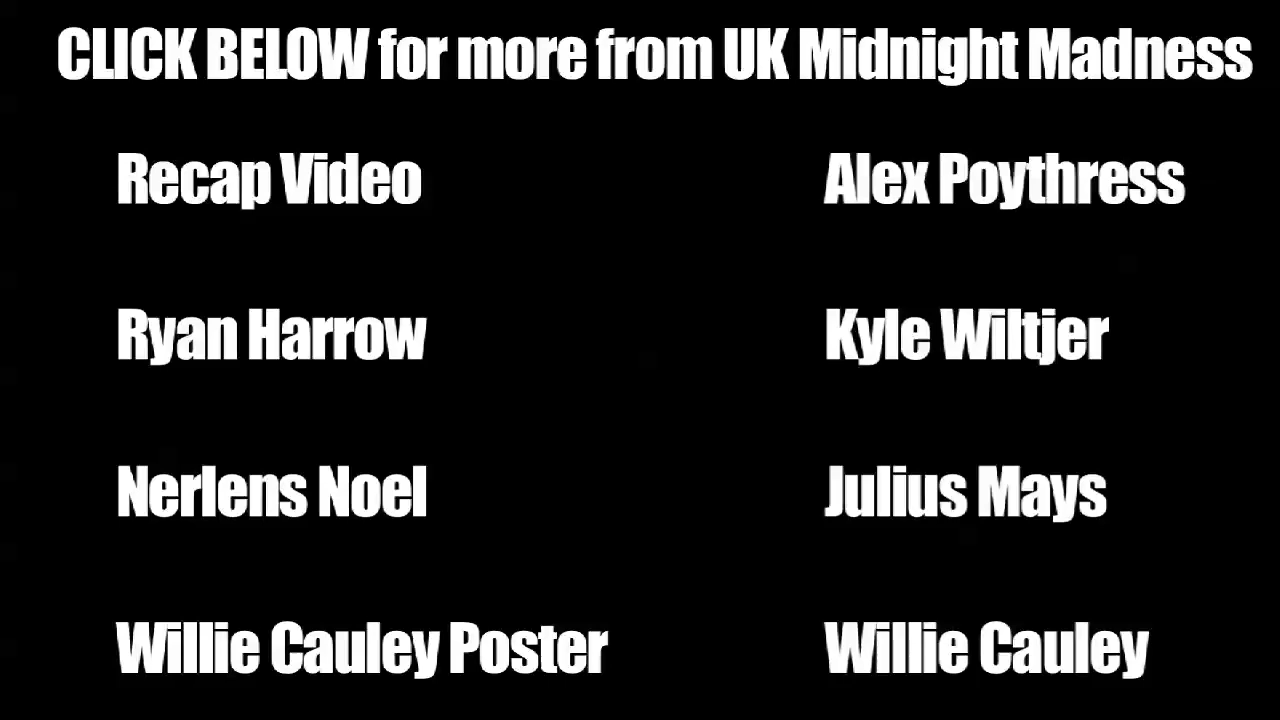 CLICK BELOW for more from UK Midnight Madness
Recap Video
Alex Poythress
Ryan Harrow
Kyle Wiltjer
Nerlens Noel
Julius Mays
Willie Cauley Poster
Willie Cauley